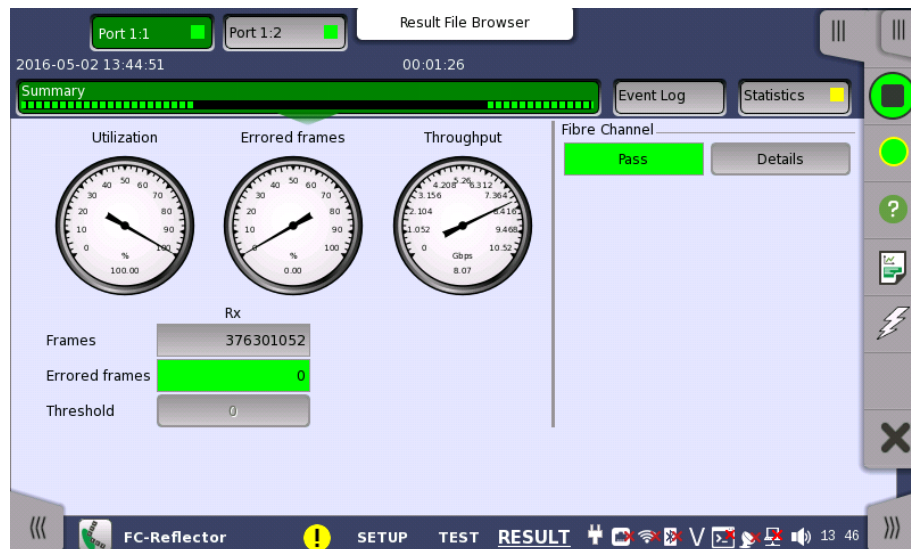 Result File Browser
Port 1:1
Port 1:2
2016-05-02 13:44:51
00:01:26
Summary
Event Log
Statistics
Utilization
Errored frames
Throughput
0 10 20 30 40 50 60 70 80 90 100
%
100.00
0 10 20 30 40 50 60 70 80 90 100
%
0.00
0 1.052 2.104 3.156 4.208 5.26 6.312 7.364 8.416 9.468 10.52
Gbps
8.07
Fibre Channel
Pass
Details
Rx
Frames
376301052
Errored frames
0
Threshold
0
FC-Reflector
SETUP
TEST
RESULT
13 46